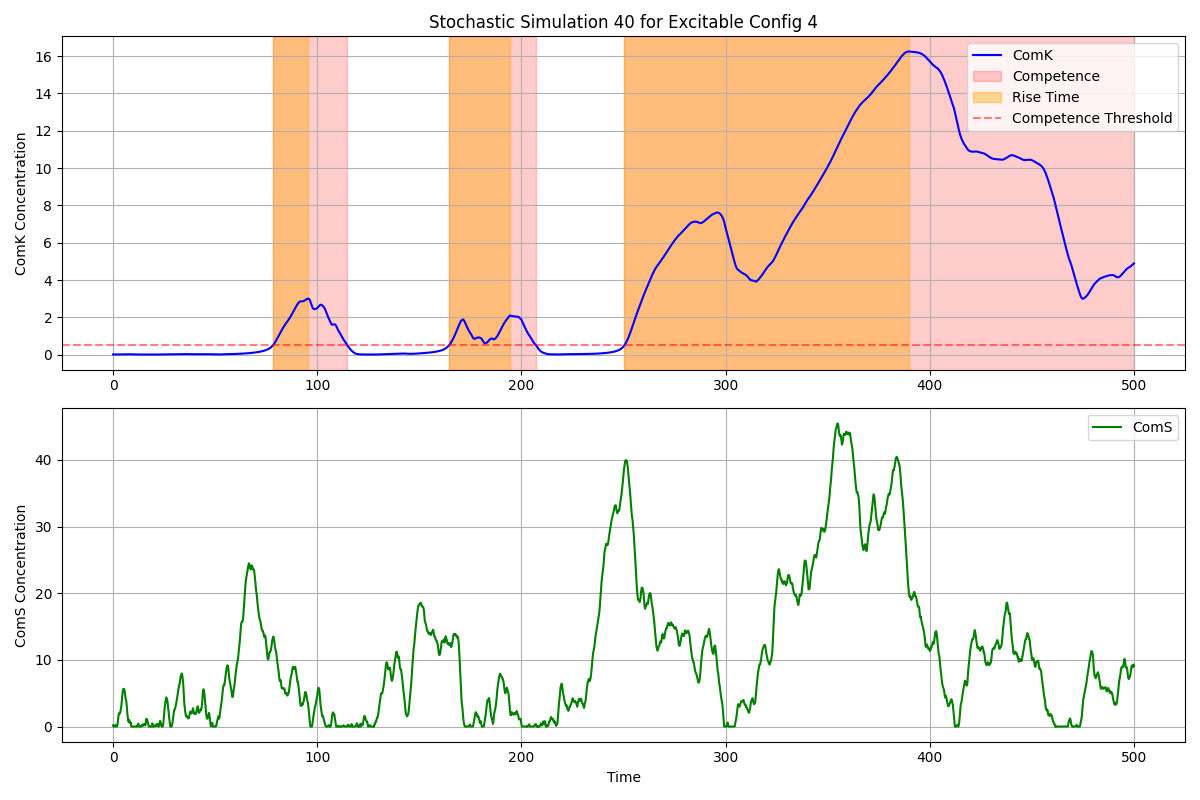 Stochastic Simulation 40 for Excitable Config 4
ComK Concentration
16
14
12
10
8
6
4
2
0
ComK
Competence
Rise Time
Competence Threshold
0 100 200 300 400 500
ComS Concentration
40
30
20
10
0
ComS
0 100 200 300 400 500
Time